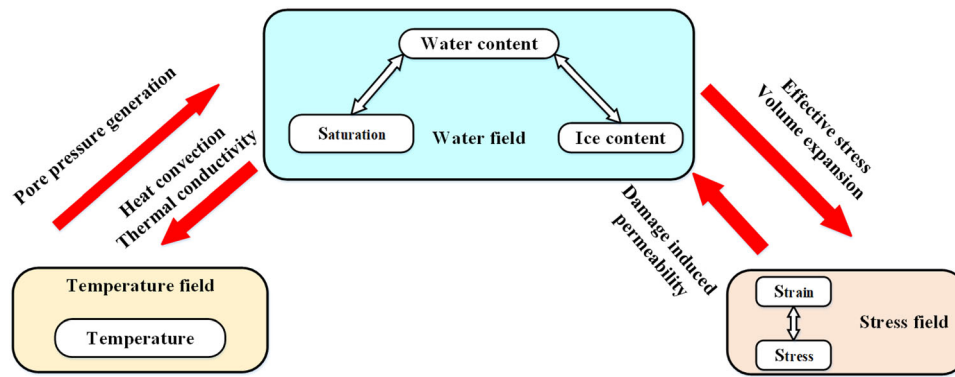 Water content
Saturation
Water field
Ice content
Pore pressure generation
Heat convection
Thermal conductivity
Effective stress
Volume expansion
Damage induced
permeability
Temperature field
Temperature
Strain
Stress field
Stress